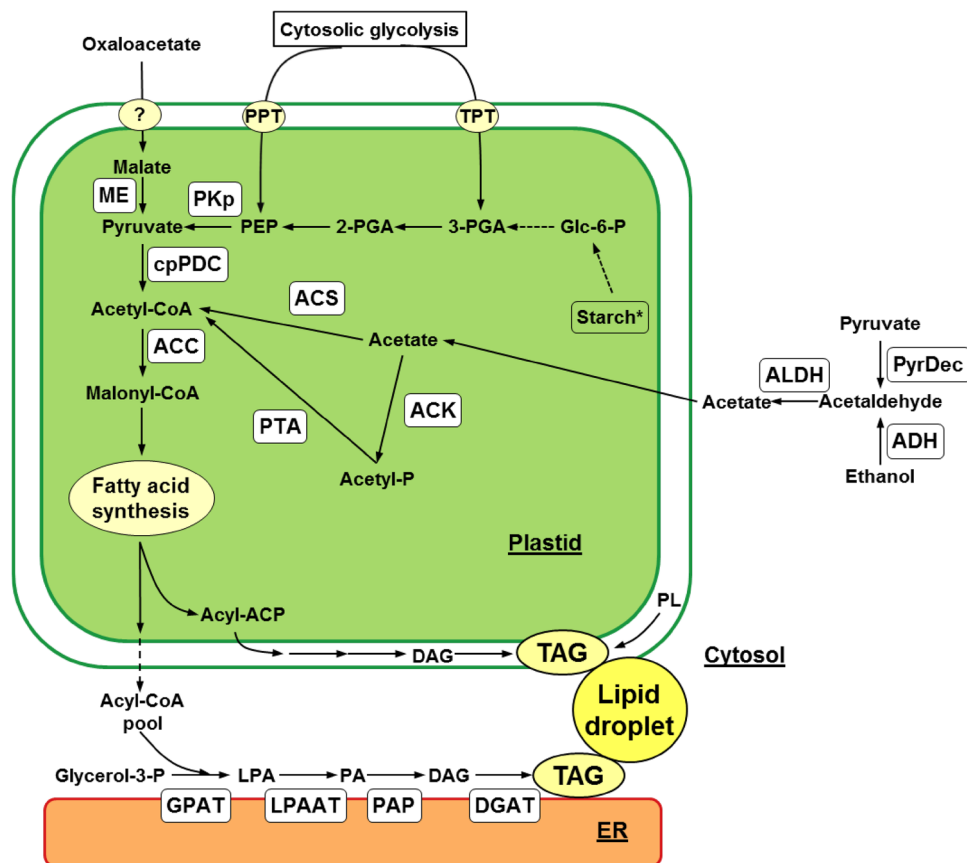 Cytosolic glycolysis
Oxaloacetate
?
PPT
TPT
Malate
ME
PKp
Pyruvate
PEP
2-PGA
3-PGA
Glc-6-P
cpPDC
Acetyl-CoA
ACS
Starch*
Pyruvate
ACC
Acetate
ALDH
PyrDec
Malonyl-CoA
PTA
ACK
Acetate
Acetaldehyde
ADH
Acetyl-P
Ethanol
Fatty acid
synthesis
Plastid
Acyl-ACP
PL
DAG
TAG
Cytosol
Acyl-CoA
pool
Lipid
droplet
Glycerol-3-P
LPA
PA
DAG
TAG
GPAT
LPAAT
PAP
DGAT
ER